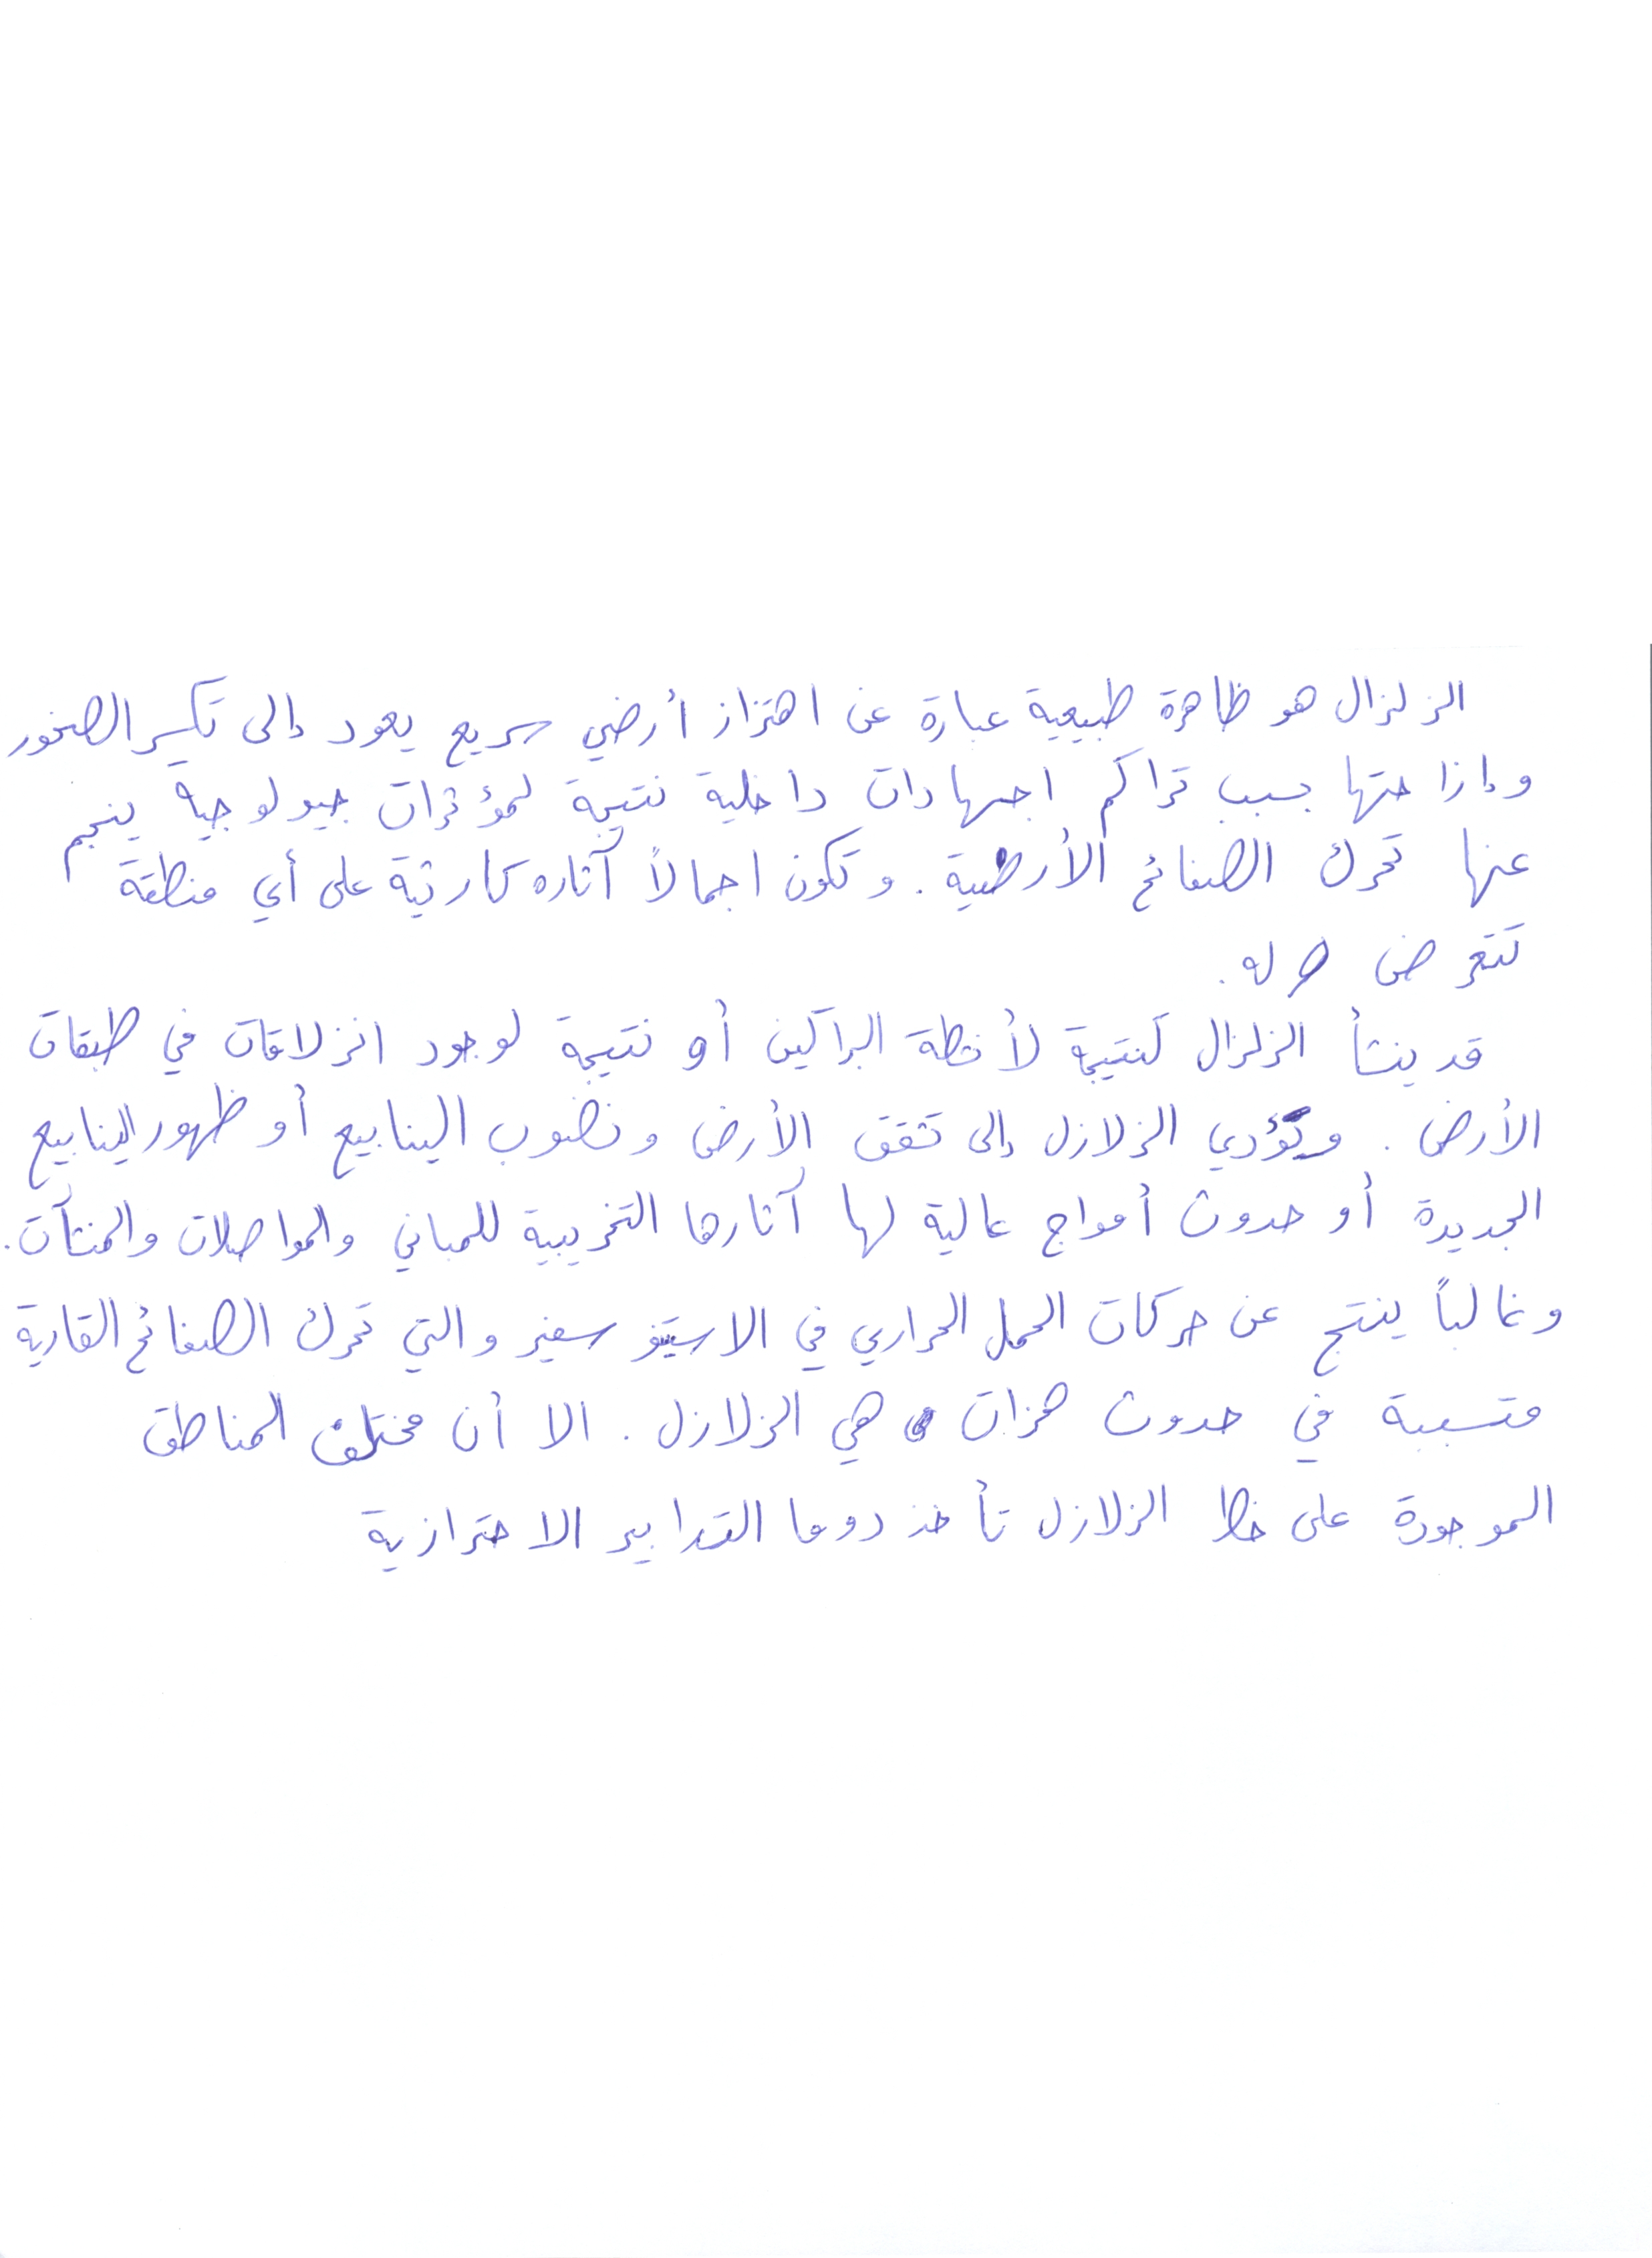 الزلزال هو ظاهرة طبيعية عبارة عن اهتزاز أرضي سريع يعود إلى تكسر الصخور
وإزاحتها بسبب تراكم اجهادات داخلية نتيجة لمؤثرات جيولوجية ينجم
عنها تحرك الصفائح الأرضية. وتكون اجمالاً آثاره كارثية على أي منطقة
تتعرض له.
قد ينشأ الزلزال كنتيجة لأنشطة البراكين أو نتيجة لوجود انزلاقات في طبقات
الأرض. وتؤدي الزلازل إلى تشقق الأرض ونضوب الينابيع أو ظهور الينابيع
الجديدة أو حدوث أمواج عالية لها آثارها التخريبية للمباني والمواصلات والمنشآت.
وغالباً ينتج عن حركات الحمل الحراري في الاستينوسفير والتي تحرك الصفائح القارية
متسببة في حدوث هزات هي الزلازل. الا أن مختلف المناطق
الموجودة على خط الزلازل تأخذ دوما التدابير الاحترازية